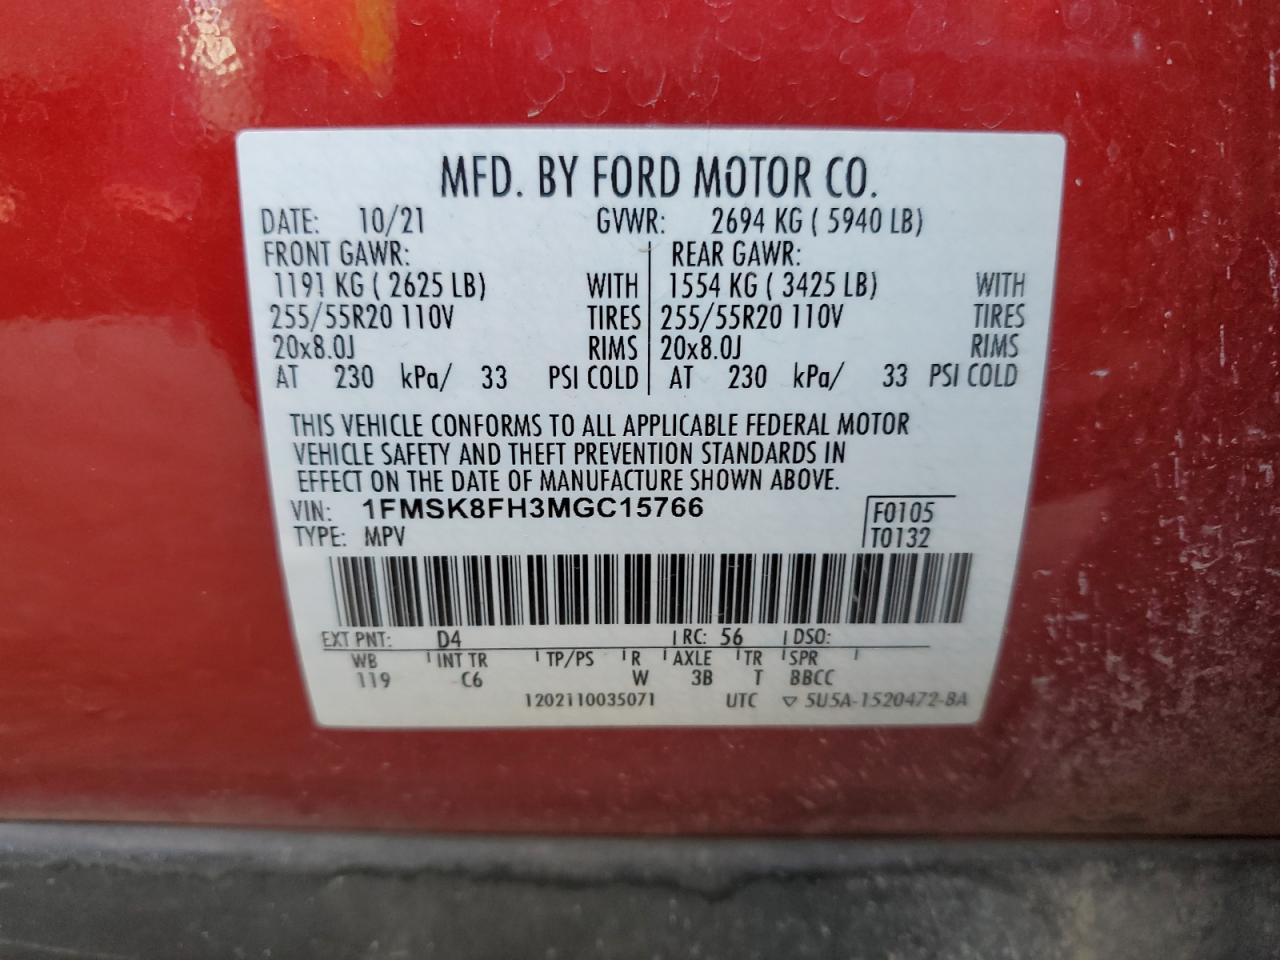 MFD. BY FORD MOTOR CO.
DATE: 10/21 GVWR: 2694 KG ( 5940 LB)
FRONT GAWR: REAR GAWR:
1191 KG ( 2625 LB) WITH 1554 KG ( 3425 LB) WITH
255/55R20 110V TIRES 255/55R20 110V TIRES
20x8.0J RIMS 20x8.0J RIMS
AT 230 kPa/ 33 PSI COLD AT 230 kPa/ 33 PSI COLD
THIS VEHICLE CONFORMS TO ALL APPLICABLE FEDERAL MOTOR
VEHICLE SAFETY AND THEFT PREVENTION STANDARDS IN
EFFECT ON THE DATE OF MANUFACTURE SHOWN ABOVE.
VIN: 1FMSK8FH3MGC15766 F0105
TYPE: MPV T0132
EXT PNT: D4 RC: 56 DSO:
WB INT TR TP/PS R AXLE TR SPR
119 C6 W 3B T BBCC
1202110035071 UTC ▽ 5U5A-1520472-BA